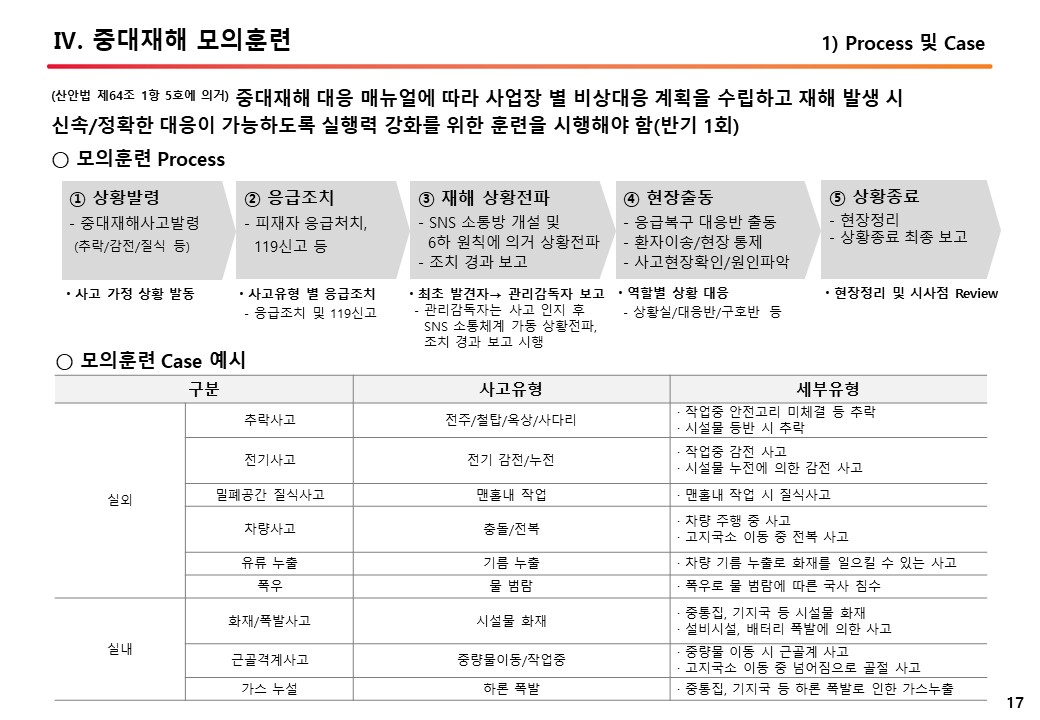 Ⅳ. 중대재해 모의훈련
1) Process 및 Case
(산안법 제64조 1항 5호에 의거) 중대재해 대응 매뉴얼에 따라 사업장 별 비상대응 계획을 수립하고 재해 발생 시
신속/정확한 대응이 가능하도록 실행력 강화를 위한 훈련을 시행해야 함(반기 1회)
○ 모의훈련 Process
① 상황발령
- 중대재해사고발령
(추락/감전/질식 등)
• 사고 가정 상황 발동
② 응급조치
- 피재자 응급처치,
119신고 등
• 사고유형 별 응급조치
- 응급조치 및 119신고
③ 재해 상황전파
- SNS 소통방 개설 및
6하 원칙에 의거 상황전파
- 조치 경과 보고
• 최초 발견자→ 관리감독자 보고
- 관리감독자는 사고 인지 후
SNS 소통체계 가동 상황전파,
조치 경과 보고 시행
④ 현장출동
- 응급복구 대응반 출동
- 환자이송/현장 통제
- 사고현장확인/원인파악
• 역할별 상황 대응
- 상황실/대응반/구호반 등
⑤ 상황종료
- 현장정리
- 상황종료 최종 보고
• 현장정리 및 시사점 Review
○ 모의훈련 Case 예시
구분 사고유형 세부유형
실외
추락사고 전주/철탑/옥상/사다리
· 작업중 안전고리 미체결 등 추락
· 시설물 등반 시 추락
전기사고 전기 감전/누전
· 작업중 감전 사고
· 시설물 누전에 의한 감전 사고
밀폐공간 질식사고 맨홀내 작업 · 맨홀내 작업 시 질식사고
차량사고 충돌/전복
· 차량 주행 중 사고
· 고지국소 이동 중 전복 사고
유류 누출 기름 누출 · 차량 기름 누출로 화재를 일으킬 수 있는 사고
폭우 물 범람 · 폭우로 물 범람에 따른 국사 침수
실내
화재/폭발사고 시설물 화재
· 중통집, 기지국 등 시설물 화재
· 설비시설, 배터리 폭발에 의한 사고
근골격계사고 중량물이동/작업중
· 중량물 이동 시 근골계 사고
· 고지국소 이동 중 넘어짐으로 골절 사고
가스 누설 하론 폭발 · 중통집, 기지국 등 하론 폭발로 인한 가스누출
17